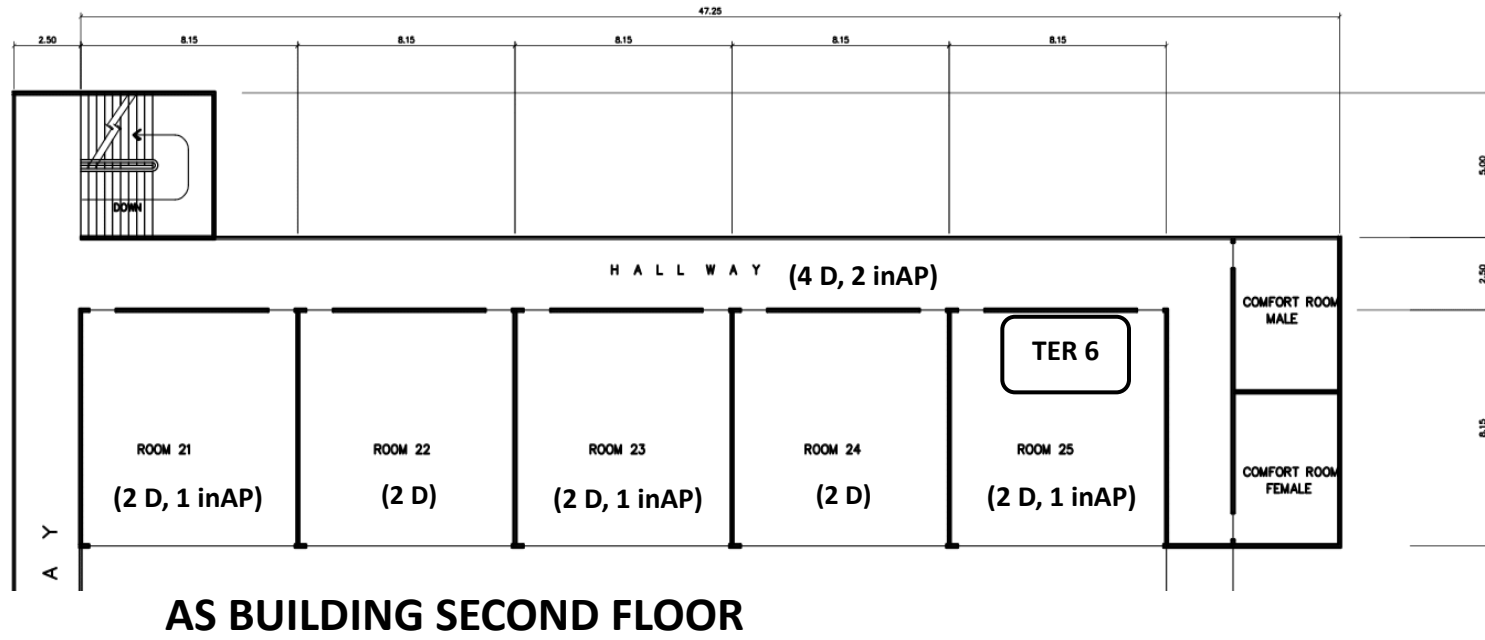 47.25
2.50 8.15 8.15 8.15 8.15 8.15
5.00
DOWN
HALLWAY (4 D, 2 inAP)
2.50
COMFORT ROOM
MALE
TER 6
ROOM 21 ROOM 22 ROOM 23 ROOM 24 ROOM 25
8.15
(2 D, 1 inAP) (2 D) (2 D, 1 inAP) (2 D) (2 D, 1 inAP)
COMFORT ROOM
FEMALE
A Y
AS BUILDING SECOND FLOOR